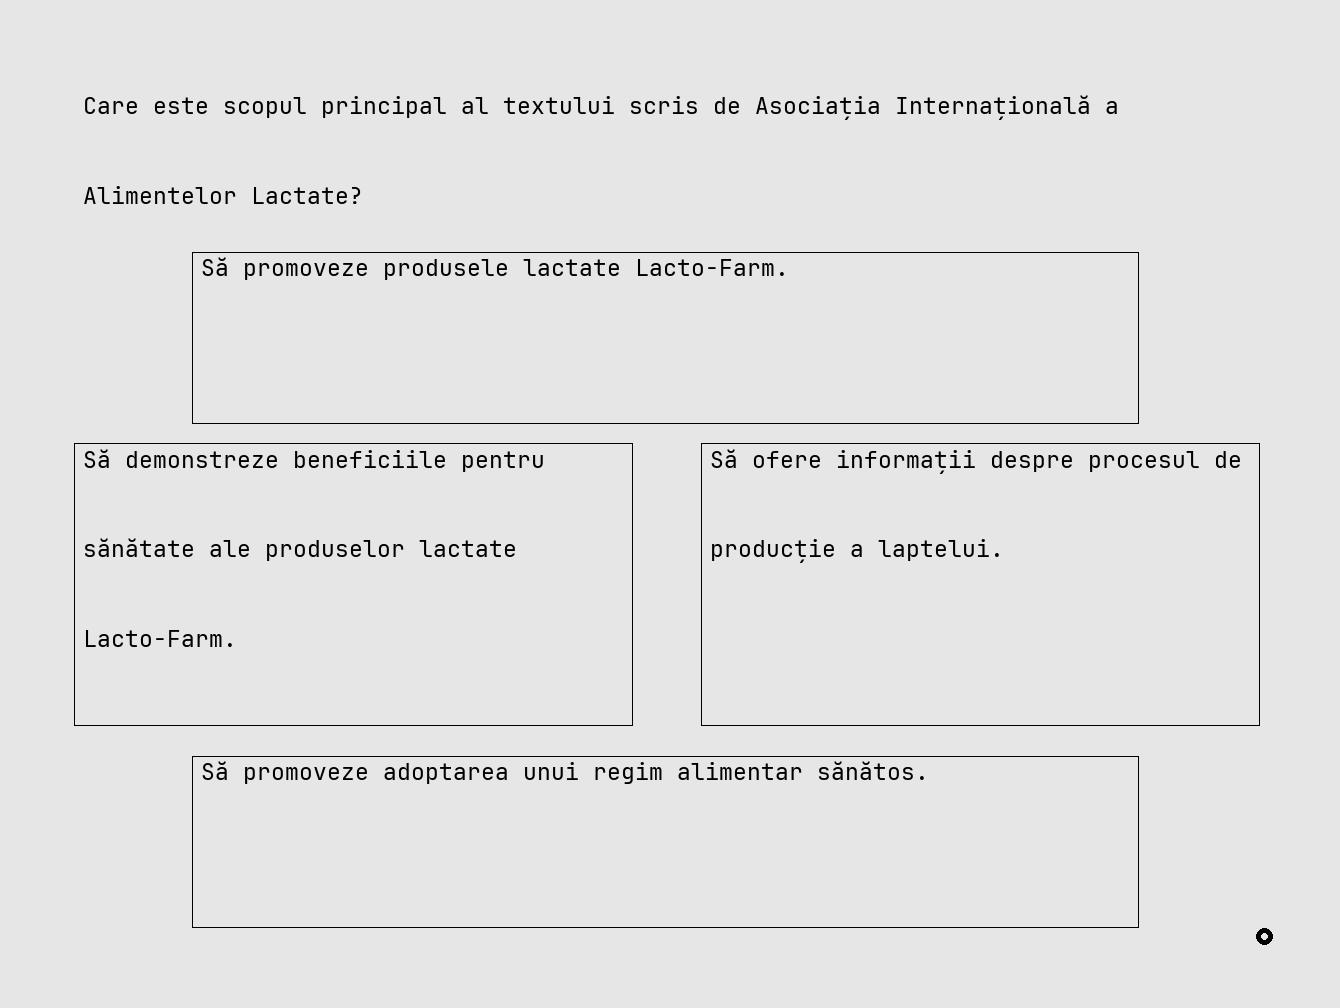 Care este scopul principal al textului scris de Asociația Internațională a
Alimentelor Lactate?
Să promoveze produsele lactate Lacto-Farm.
Să demonstreze beneficiile pentru
sănătate ale produselor lactate
Lacto-Farm.
Să ofere informații despre procesul de
producție a laptelui.
Să promoveze adoptarea unui regim alimentar sănătos.